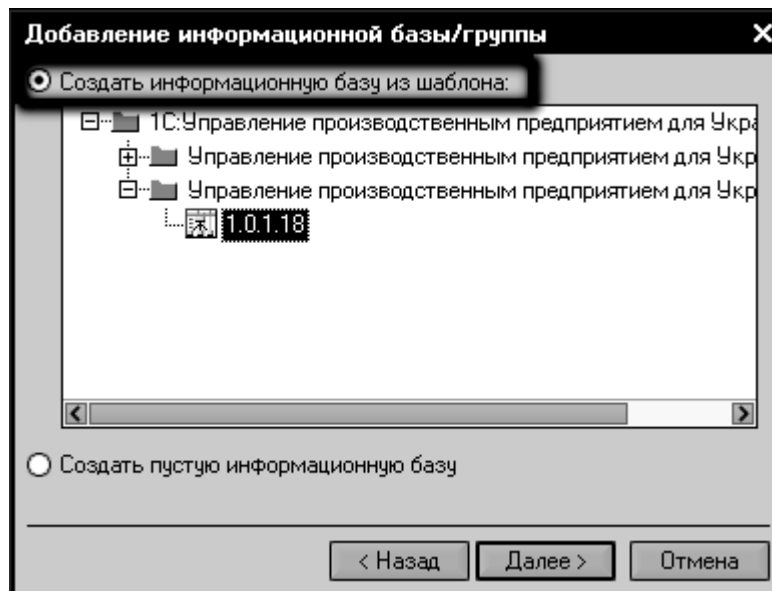 Добавление информационной базы/группы
Создать информационную базу из шаблона:
1С:Управление производственным предприятием для Укра
Управление производственным предприятием для Укр
Управление производственным предприятием для Укр
1.0.1.18
Создать пустую информационную базу
< Назад Далее > Отмена